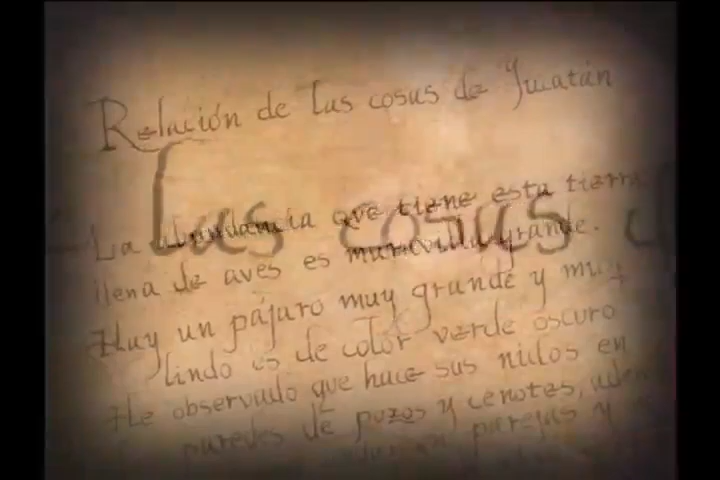 Relación de las cosas de Yucatán
las cosas d
La abundancia que tiene esta tierra
llena de aves es maravilla grande.
Hay un pájaro muy grande y muy
lindo es de color verde oscuro
He observado que hace sus nidos en
paredes de pozos y cenotes,
parejas y